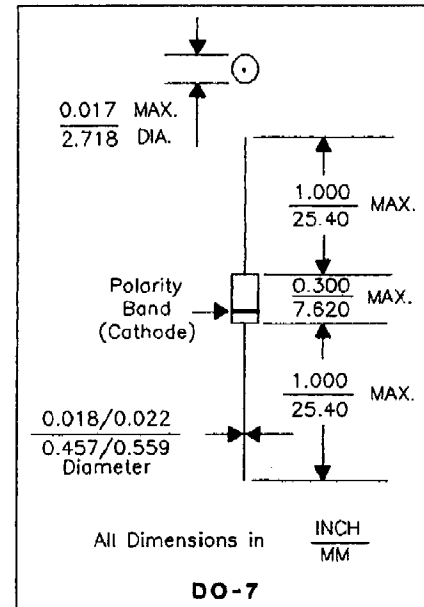 0.017 MAX.
2.718 DIA.
1.000
25.40 MAX.
Polarity
Band
(Cathode)
0.300
7.620 MAX.
1.000
25.40 MAX.
0.018/0.022
0.457/0.559
Diameter
All Dimensions in INCH
MM
DO-7